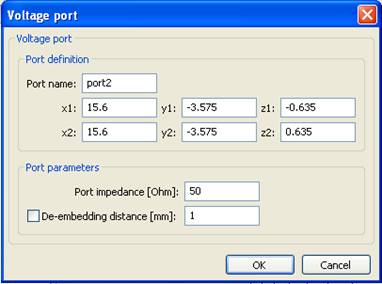 Voltage port
Voltage port
Port definition
Port name: port2
x1: 15.6 y1: -3.575 z1: -0.635
x2: 15.6 y2: -3.575 z2: 0.635
Port parameters
Port impedance [Ohm]: 50
De-embedding distance [mm]: 1
OK Cancel